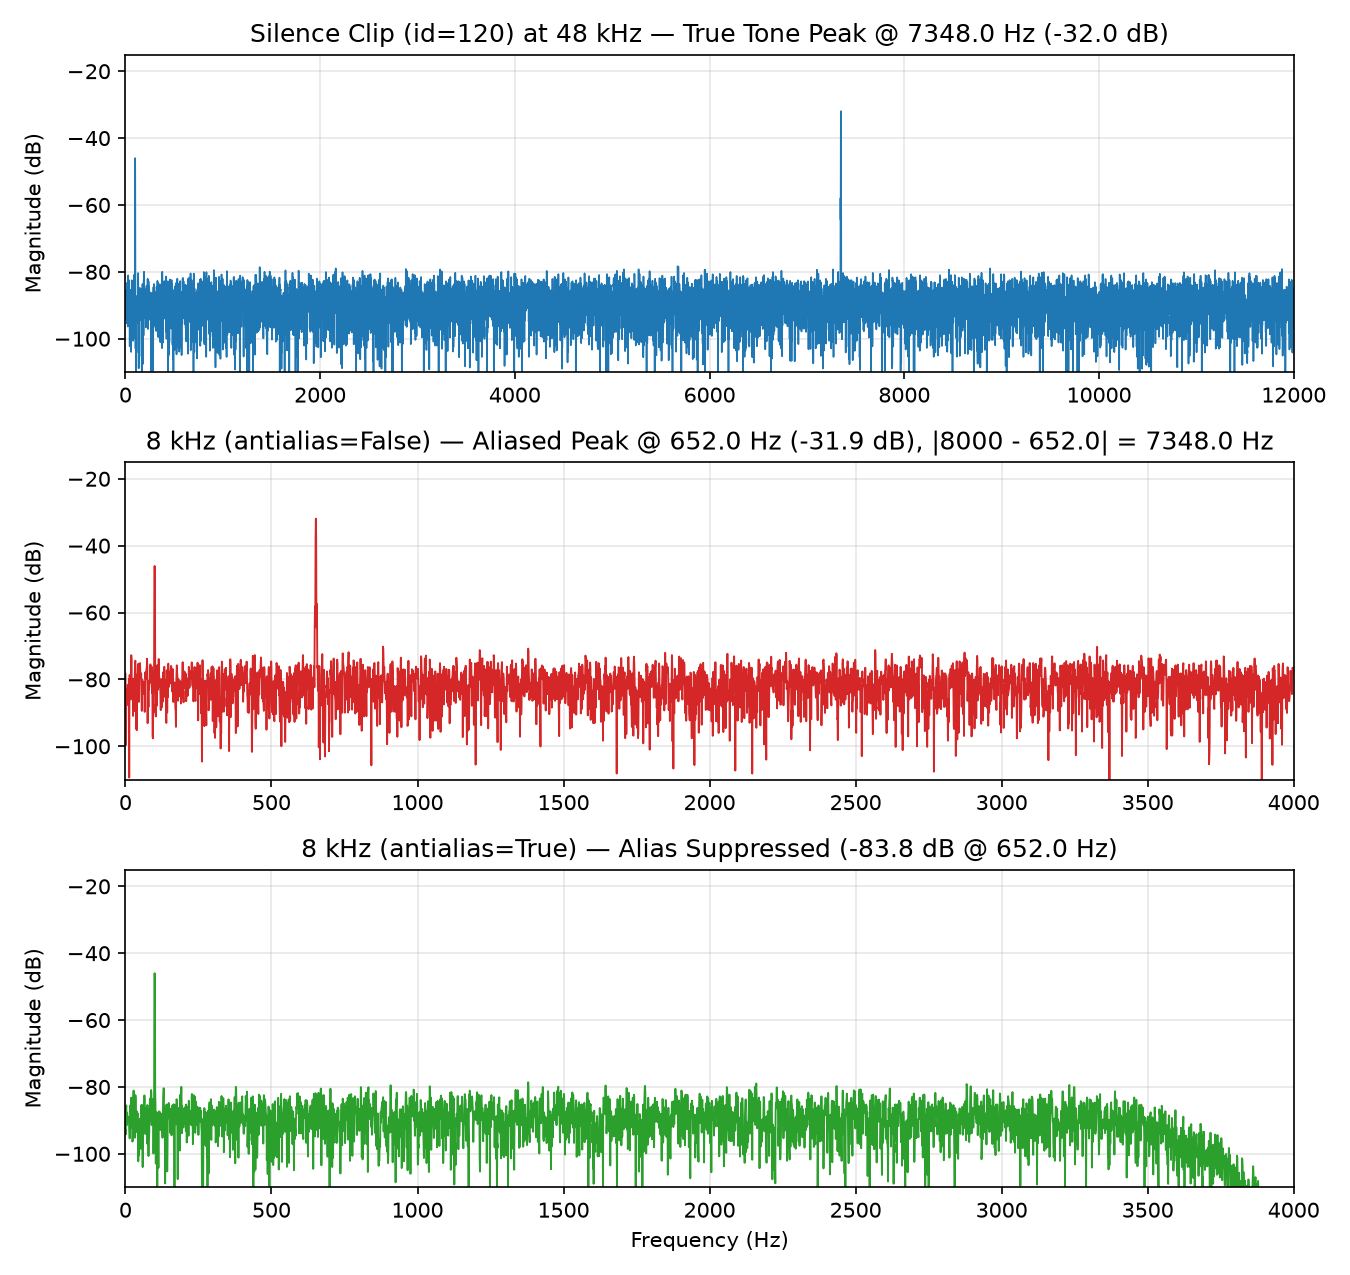 Silence Clip (id=120) at 48 kHz — True Tone Peak @ 7348.0 Hz (-32.0 dB)
Magnitude (dB)
−20
−40
−60
−80
−100
0 2000 4000 6000 8000 10000 12000
8 kHz (antialias=False) — Aliased Peak @ 652.0 Hz (-31.9 dB), |8000 - 652.0| = 7348.0 Hz
Magnitude (dB)
−20
−40
−60
−80
−100
0 500 1000 1500 2000 2500 3000 3500 4000
8 kHz (antialias=True) — Alias Suppressed (-83.8 dB @ 652.0 Hz)
Magnitude (dB)
−20
−40
−60
−80
−100
0 500 1000 1500 2000 2500 3000 3500 4000
Frequency (Hz)